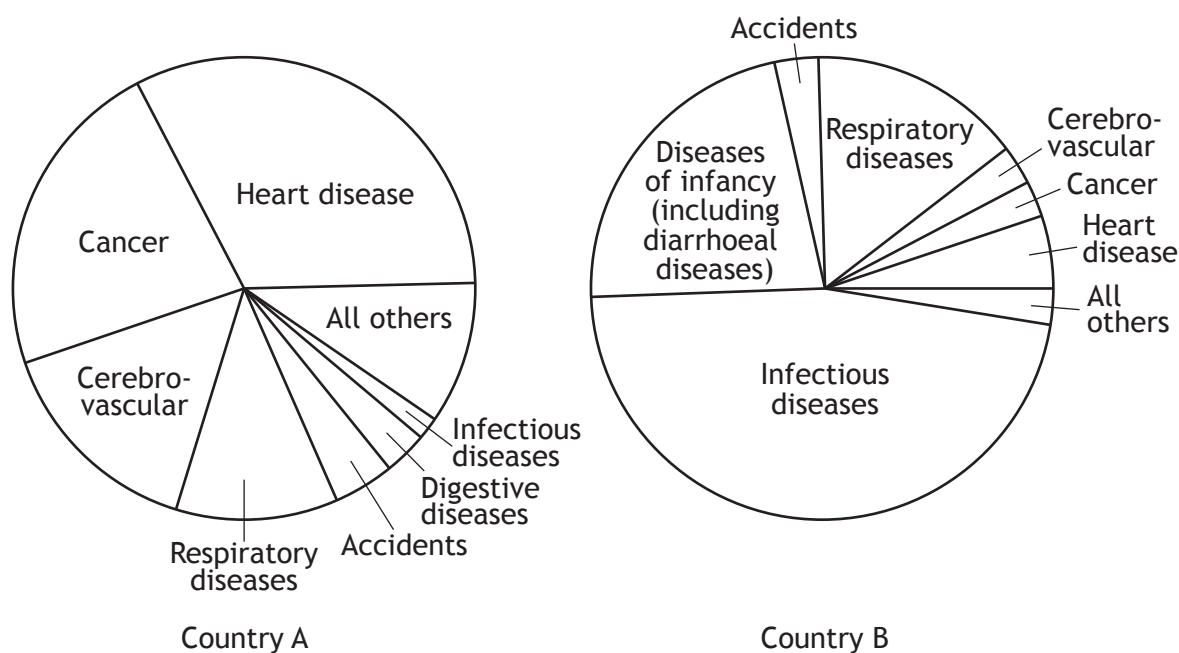 Heart disease
Cancer
All others
Cerebro-
vascular
Infectious
diseases
Digestive
diseases
Accidents
Respiratory
diseases
Country A
Accidents
Respiratory
diseases
Cerebro-
vascular
Cancer
Heart
disease
All
others
Diseases
of infancy
(including
diarrhoeal
diseases)
Infectious
diseases
Country B